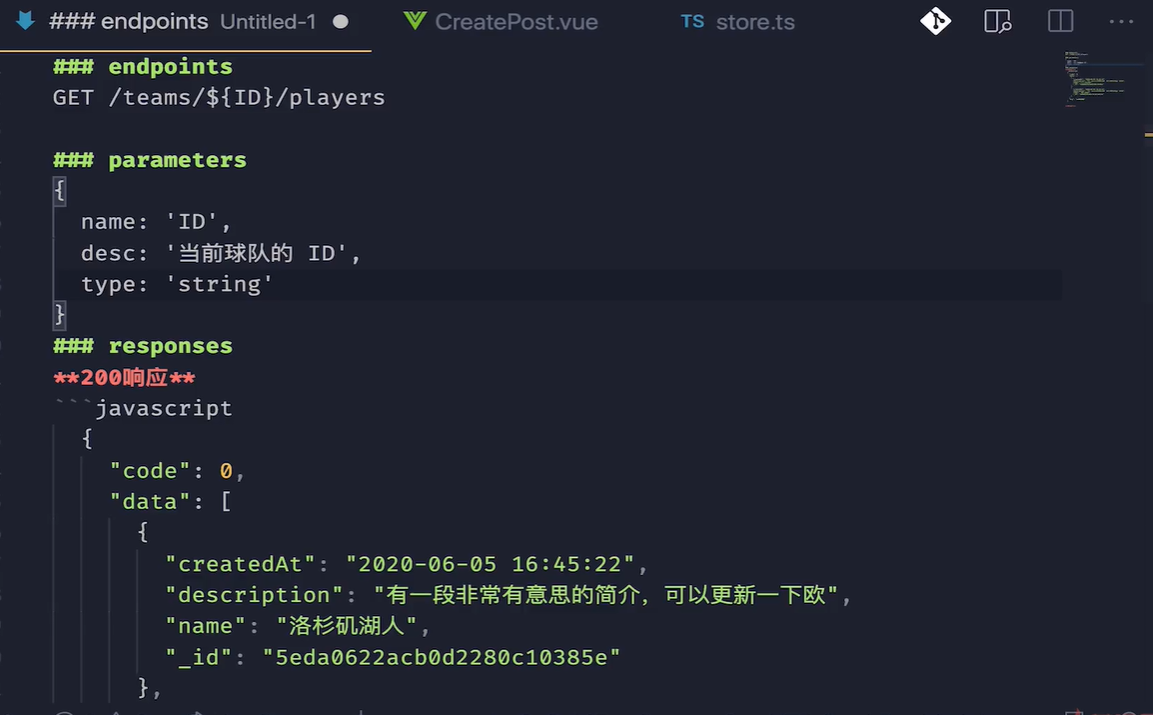 ### endpoints Untitled-1 CreatePost.vue TS store.ts
### endpoints
GET /teams/${ID}/players
### parameters
{
name: 'ID',
desc: '当前球队的 ID',
type: 'string'
}
### responses
**200响应**
```javascript
{
"code": 0,
"data": [
{
"createdAt": "2020-06-05 16:45:22",
"description": "有一段非常有意思的简介，可以更新一下欧",
"name": "洛杉矶湖人",
"_id": "5eda0622acb0d2280c10385e"
},